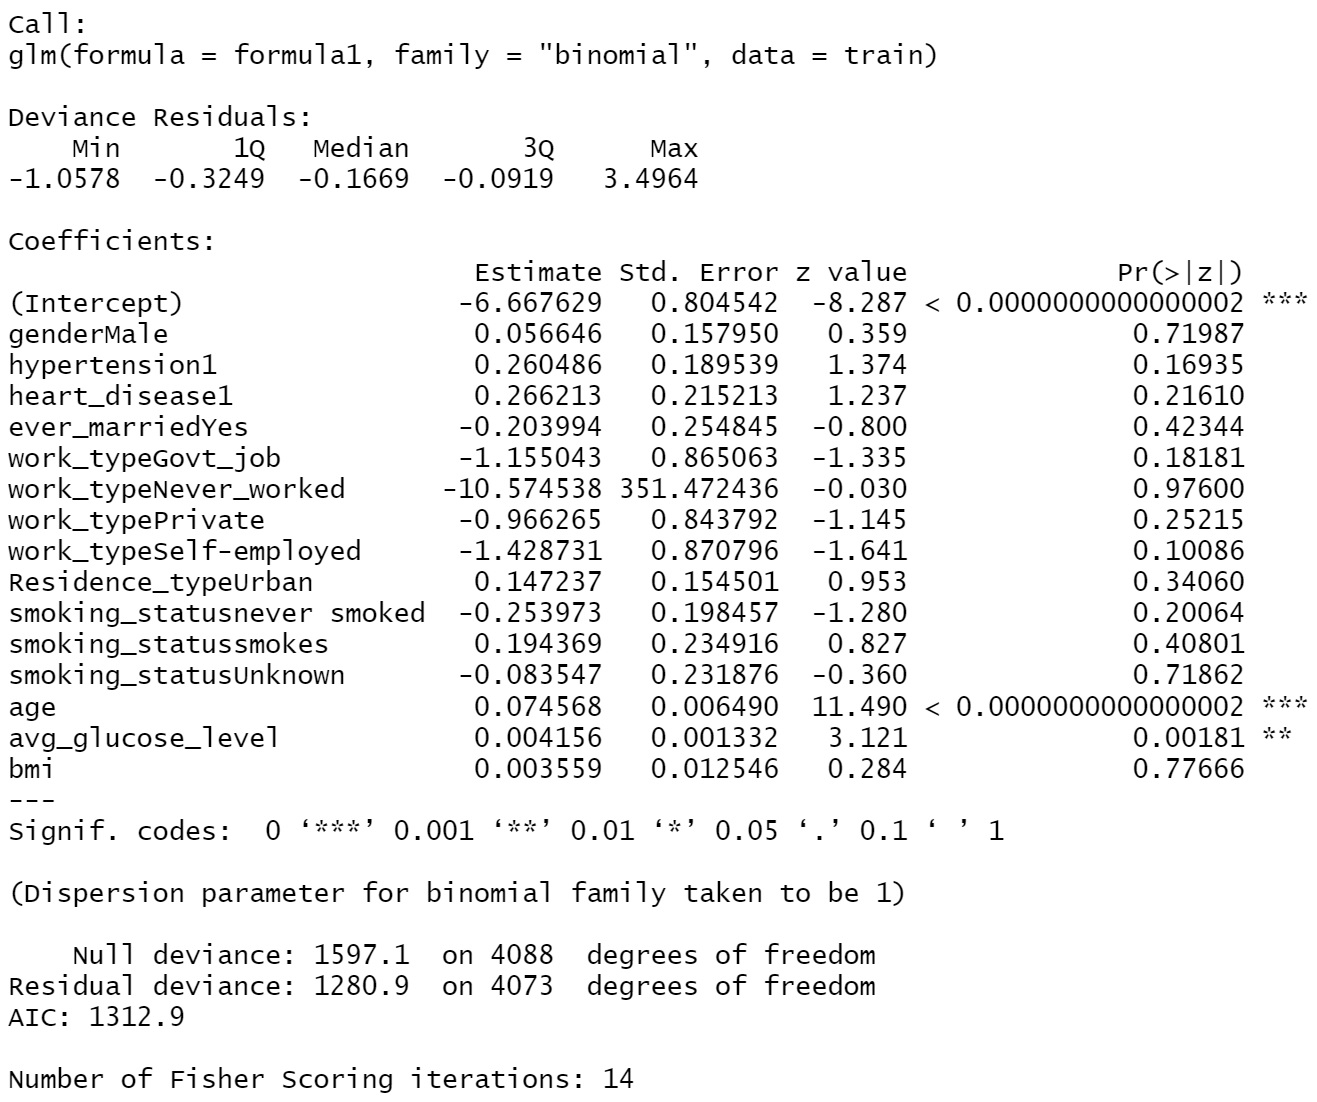 Call:
glm(formula = formula1, family = "binomial", data = train)
Deviance Residuals:
    Min       1Q   Median       3Q      Max
-1.0578  -0.3249  -0.1669  -0.0919   3.4964
Coefficients:
                             Estimate Std. Error z value             Pr(>|z|)
(Intercept)                 -6.667629   0.804542  -8.287 < 0.0000000000000002 ***
genderMale                   0.056646   0.157950   0.359              0.71987
hypertension1                0.260486   0.189539   1.374              0.16935
heart_disease1               0.266213   0.215213   1.237              0.21610
ever_marriedYes             -0.203994   0.254845  -0.800              0.42344
work_typeGovt_job           -1.155043   0.865063  -1.335              0.18181
work_typeNever_worked      -10.574538 351.472436  -0.030              0.97600
work_typePrivate            -0.966265   0.843792  -1.145              0.25215
work_typeSelf-employed      -1.428731   0.870796  -1.641              0.10086
Residence_typeUrban          0.147237   0.154501   0.953              0.34060
smoking_statusnever smoked  -0.253973   0.198457  -1.280              0.20064
smoking_statussmokes         0.194369   0.234916   0.827              0.40801
smoking_statusUnknown       -0.083547   0.231876  -0.360              0.71862
age                          0.074568   0.006490  11.490 < 0.0000000000000002 ***
avg_glucose_level            0.004156   0.001332   3.121              0.00181 **
bmi                          0.003559   0.012546   0.284              0.77666
---
Signif. codes:  0 ‘***’ 0.001 ‘**’ 0.01 ‘*’ 0.05 ‘.’ 0.1 ‘ ’ 1
(Dispersion parameter for binomial family taken to be 1)
    Null deviance: 1597.1  on 4088  degrees of freedom
Residual deviance: 1280.9  on 4073  degrees of freedom
AIC: 1312.9
Number of Fisher Scoring iterations: 14